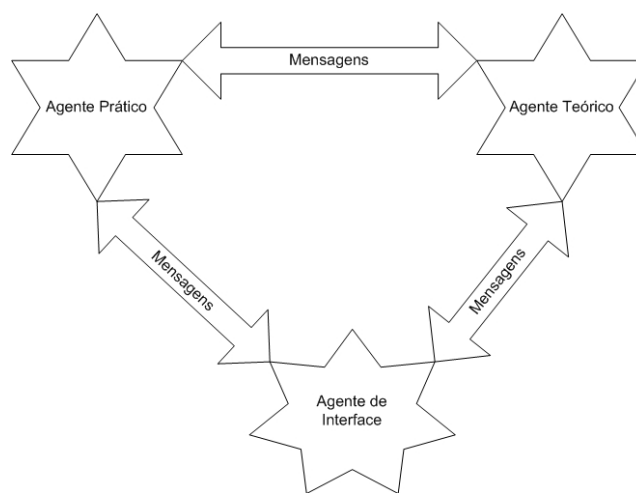 Mensagens
Agente Prático
Agente Teórico
Mensagens
Mensagens
Agente de
Interface